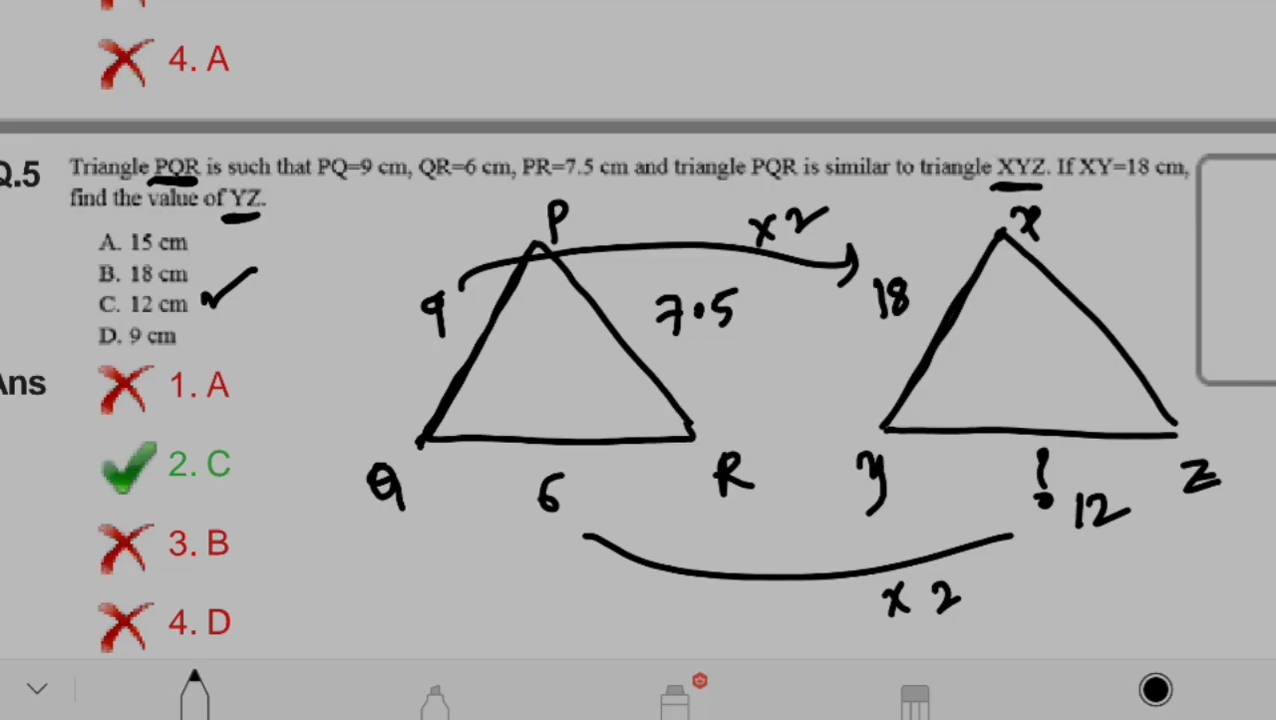 4. A
Q.5 Triangle PQR is such that PQ=9 cm, QR=6 cm, PR=7.5 cm and triangle PQR is similar to triangle XYZ. If XY=18 cm,
find the value of YZ.
A. 15 cm
B. 18 cm
C. 12 cm
D. 9 cm
Ans
1. A
2. C
3. B
4. D
P
x 2
X
9
7.5
18
Q
6
R
Y
?
12
Z
x 2